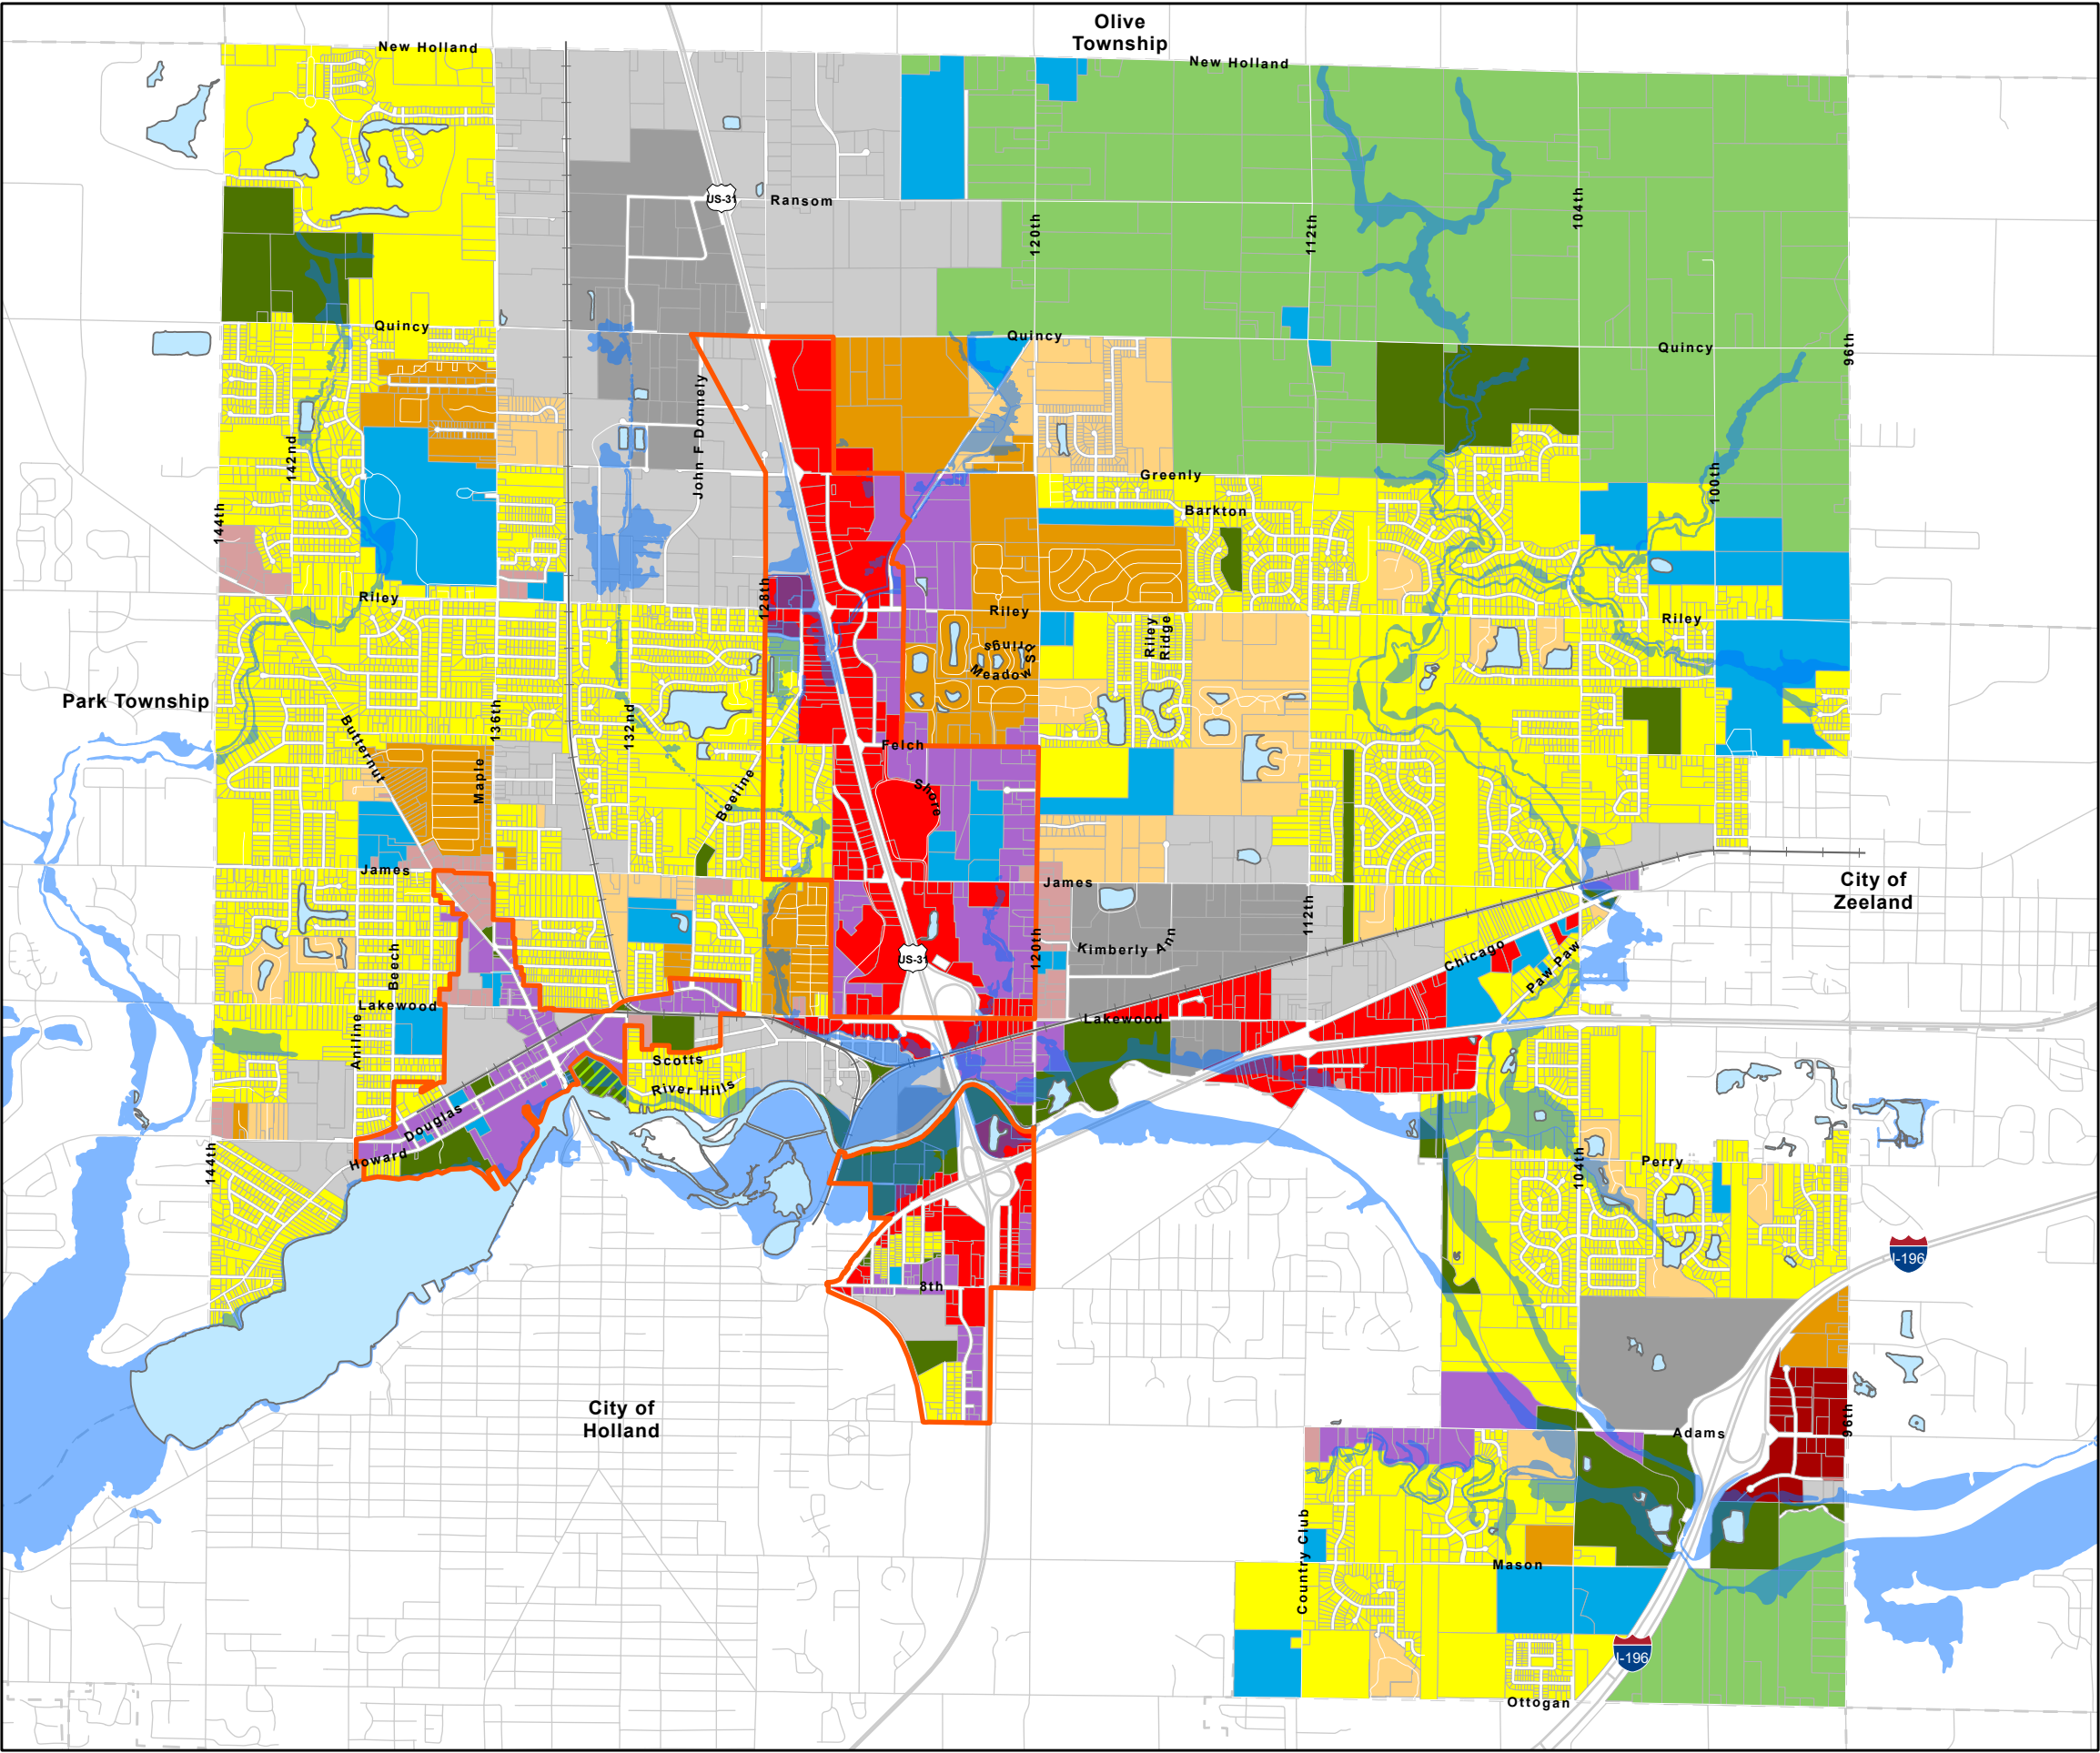 Olive
Township
New Holland
New Holland
US-31
Ransom
120th
112th
104th
Quincy
Quincy
Quincy
96th
John F Donnely
142nd
144th
Greenly
100th
Barkton
Riley
128th
Riley
Riley
Riley
Ridge
Meadow Springs
Park Township
136th
132nd
Butternut
Felch
Maple
Beeline
Shore
James
James
City of
Zeeland
112th
120th
Kimberly Ann
Chicago
Paw Paw
US-31
Beech
Lakewood
Lakewood
Aniline
Scotts
River Hills
Douglas
Howard
144th
104th
Perry
I-196
8th
City of
Holland
96th
Adams
Country Club
Mason
I-196
Ottogan